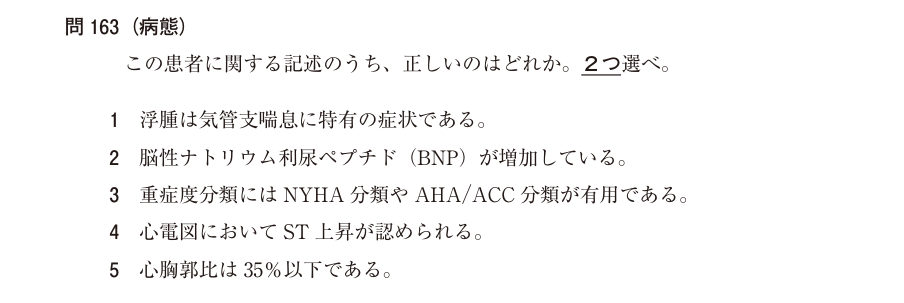 問 163（病態）
この患者に関する記述のうち、正しいのはどれか。２つ選べ。
1 浮腫は気管支喘息に特有の症状である。
2 脳性ナトリウム利尿ペプチド（BNP）が増加している。
3 重症度分類には NYHA 分類や AHA/ACC 分類が有用である。
4 心電図において ST 上昇が認められる。
5 心胸郭比は 35％以下である。